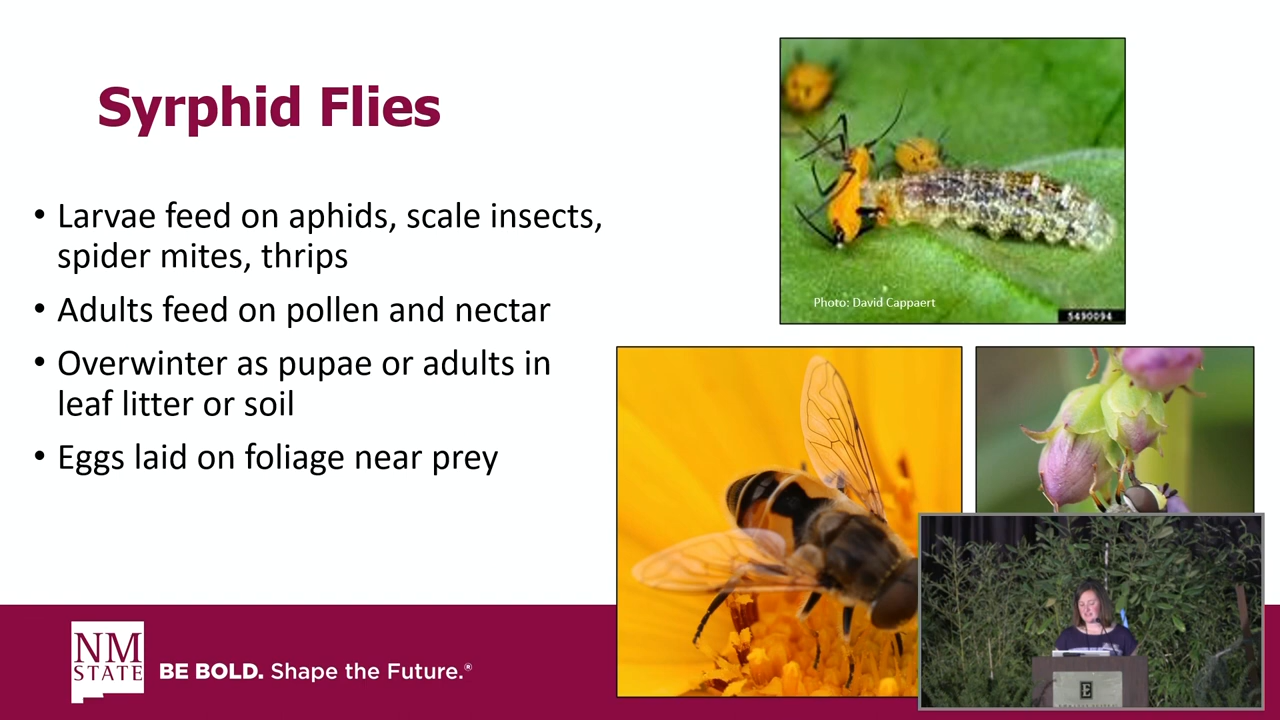 Syrphid Flies
• Larvae feed on aphids, scale insects,
spider mites, thrips
• Adults feed on pollen and nectar
• Overwinter as pupae or adults in
leaf litter or soil
• Eggs laid on foliage near prey
Photo: David Cappaert
5490094
NM
STATE
BE BOLD. Shape the Future.®
E